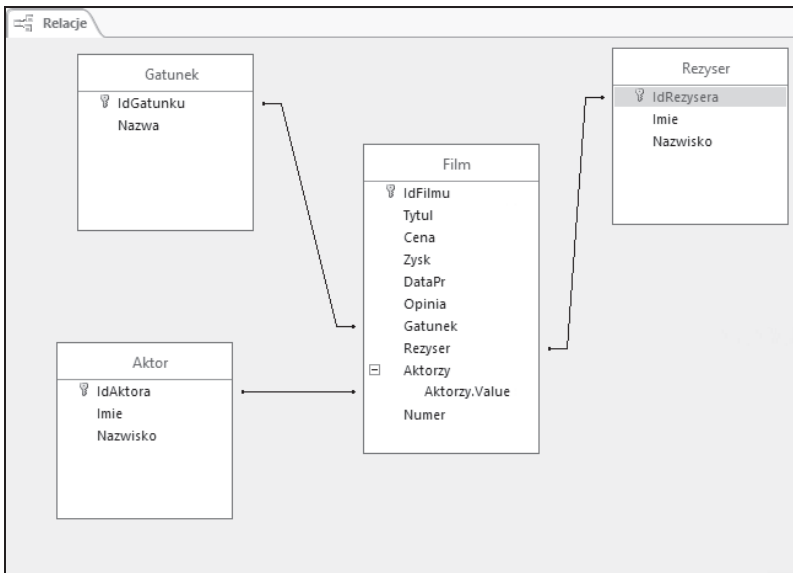 Relacje
Gatunek
IdGatunku
Nazwa
Rezyser
IdRezysera
Imie
Nazwisko
Film
IdFilmu
Tytul
Cena
Zysk
DataPr
Opinia
Gatunek
Rezyser
Aktorzy
Aktorzy.Value
Numer
Aktor
IdAktora
Imie
Nazwisko